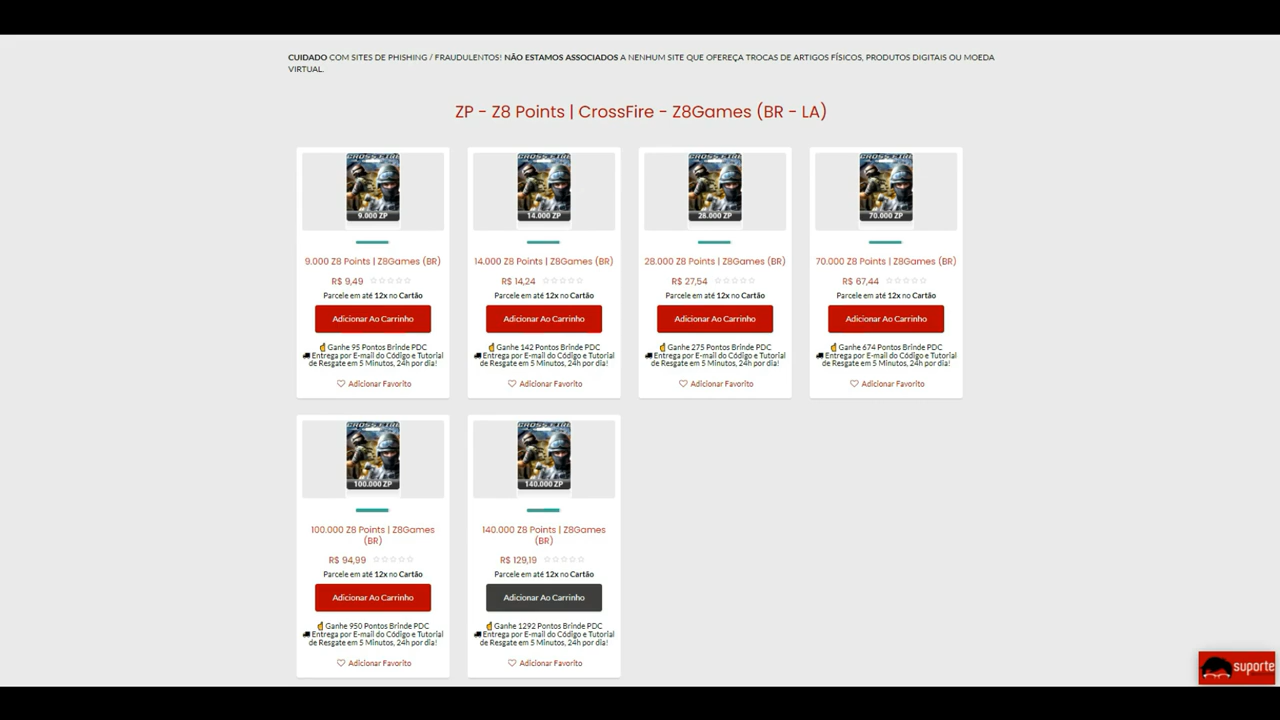 CUIDADO COM SITES DE PHISHING / FRAUDULENTOS! NÃO ESTAMOS ASSOCIADOS A NENHUM SITE QUE OFEREÇA TROCAS DE ARTIGOS FÍSICOS, PRODUTOS DIGITAIS OU MOEDA
VIRTUAL.
ZP - Z8 Points | CrossFire - Z8Games (BR - LA)
CROSS FIRE
9.000 ZP
9.000 Z8 Points | Z8Games (BR)
R$ 9,49
Parcele em até 12x no Cartão
Adicionar Ao Carrinho
Ganhe 95 Pontos Brinde PDC
Entrega por E-mail do Código e Tutorial
de Resgate em 5 Minutos, 24h por dia!
Adicionar Favorito
CROSS FIRE
14.000 ZP
14.000 Z8 Points | Z8Games (BR)
R$ 14,24
Parcele em até 12x no Cartão
Adicionar Ao Carrinho
Ganhe 142 Pontos Brinde PDC
Entrega por E-mail do Código e Tutorial
de Resgate em 5 Minutos, 24h por dia!
Adicionar Favorito
CROSS FIRE
28.000 ZP
28.000 Z8 Points | Z8Games (BR)
R$ 27,54
Parcele em até 12x no Cartão
Adicionar Ao Carrinho
Ganhe 275 Pontos Brinde PDC
Entrega por E-mail do Código e Tutorial
de Resgate em 5 Minutos, 24h por dia!
Adicionar Favorito
CROSS FIRE
70.000 ZP
70.000 Z8 Points | Z8Games (BR)
R$ 67,44
Parcele em até 12x no Cartão
Adicionar Ao Carrinho
Ganhe 674 Pontos Brinde PDC
Entrega por E-mail do Código e Tutorial
de Resgate em 5 Minutos, 24h por dia!
Adicionar Favorito
CROSS FIRE
100.000 ZP
100.000 Z8 Points | Z8Games
(BR)
R$ 94,99
Parcele em até 12x no Cartão
Adicionar Ao Carrinho
Ganhe 950 Pontos Brinde PDC
Entrega por E-mail do Código e Tutorial
de Resgate em 5 Minutos, 24h por dia!
Adicionar Favorito
CROSS FIRE
140.000 ZP
140.000 Z8 Points | Z8Games
(BR)
R$ 129,19
Parcele em até 12x no Cartão
Adicionar Ao Carrinho
Ganhe 1292 Pontos Brinde PDC
Entrega por E-mail do Código e Tutorial
de Resgate em 5 Minutos, 24h por dia!
Adicionar Favorito
suporte